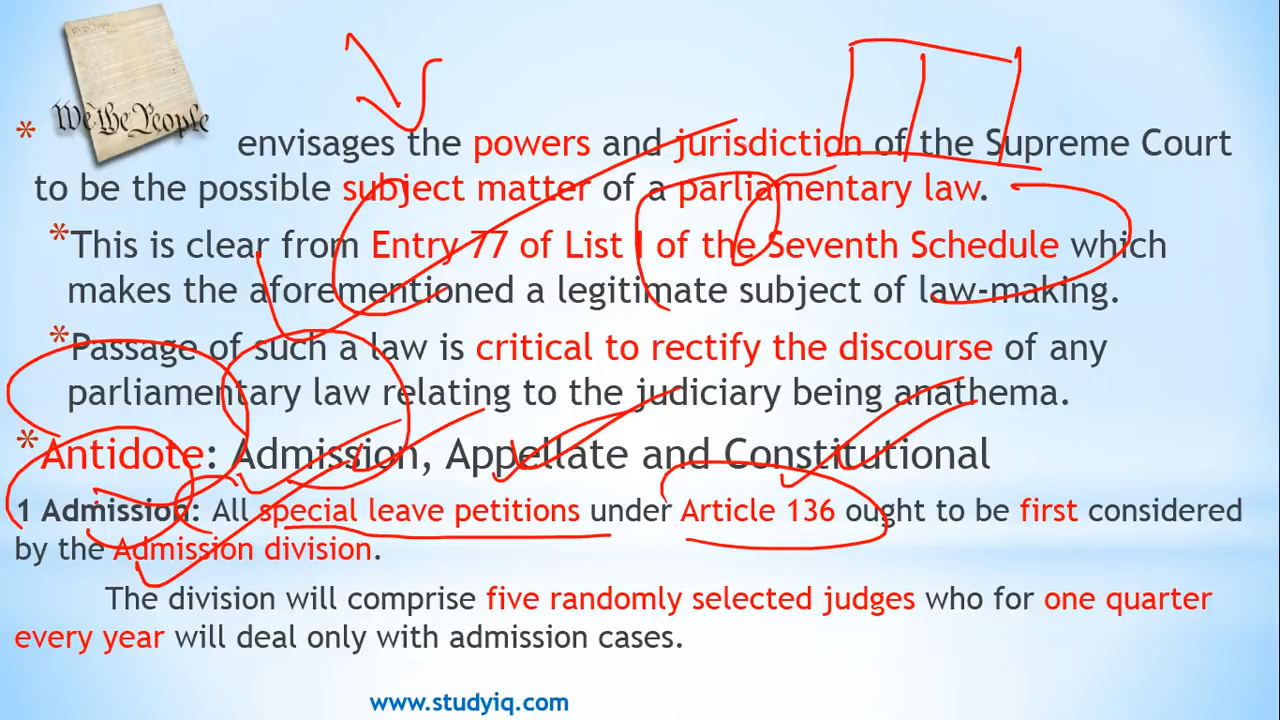 We the People
* envisages the powers and jurisdiction of the Supreme Court
to be the possible subject matter of a parliamentary law.
*This is clear from Entry 77 of List I of the Seventh Schedule which
makes the aforementioned a legitimate subject of law-making.
*Passage of such a law is critical to rectify the discourse of any
parliamentary law relating to the judiciary being anathema.
*Antidote: Admission, Appellate and Constitutional
1 Admission: All special leave petitions under Article 136 ought to be first considered
by the Admission division.
The division will comprise five randomly selected judges who for one quarter
every year will deal only with admission cases.
www.studyiq.com